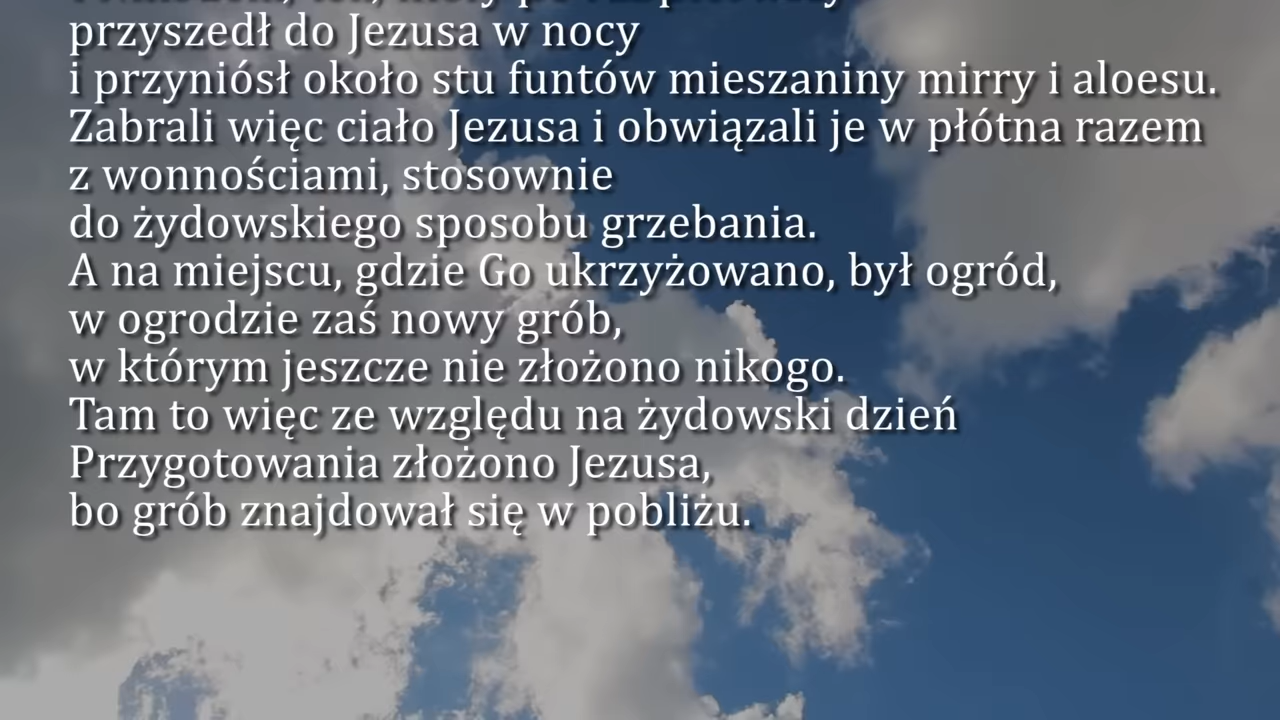 przyszedł do Jezusa w nocy
i przyniósł około stu funtów mieszaniny mirry i aloesu.
Zabrali więc ciało Jezusa i obwiązali je w płótna razem
z wonnościami, stosownie
do żydowskiego sposobu grzebania.
A na miejscu, gdzie Go ukrzyżowano, był ogród,
w ogrodzie zaś nowy grób,
w którym jeszcze nie złożono nikogo.
Tam to więc ze względu na żydowski dzień
Przygotowania złożono Jezusa,
bo grób znajdował się w pobliżu.